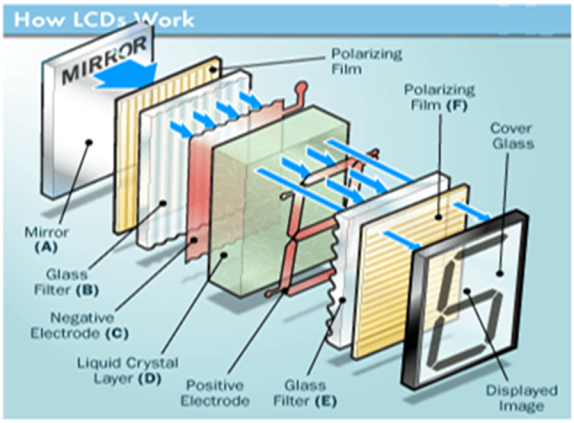 How LCDs Work
MIRROR
Polarizing
Film
Polarizing
Film (F)
Cover
Glass
Mirror
(A)
Glass
Filter (B)
Negative
Electrode (C)
Liquid Crystal
Layer (D)
Positive
Electrode
Glass
Filter (E)
Displayed
Image